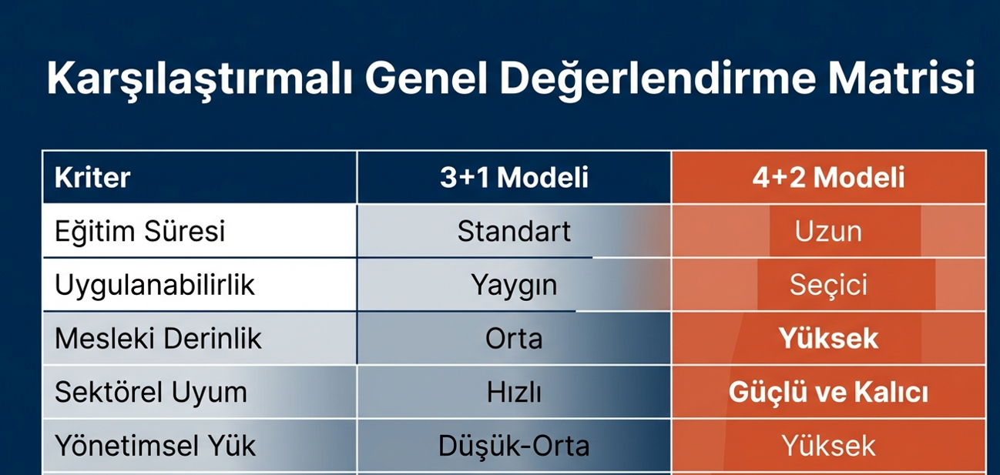 Karşılaştırmalı Genel Değerlendirme Matrisi
Kriter 3+1 Modeli 4+2 Modeli
Eğitim Süresi Standart Uzun
Uygulanabilirlik Yaygın Seçici
Mesleki Derinlik Orta Yüksek
Sektörel Uyum Hızlı Güçlü ve Kalıcı
Yönetimsel Yük Düşük-Orta Yüksek